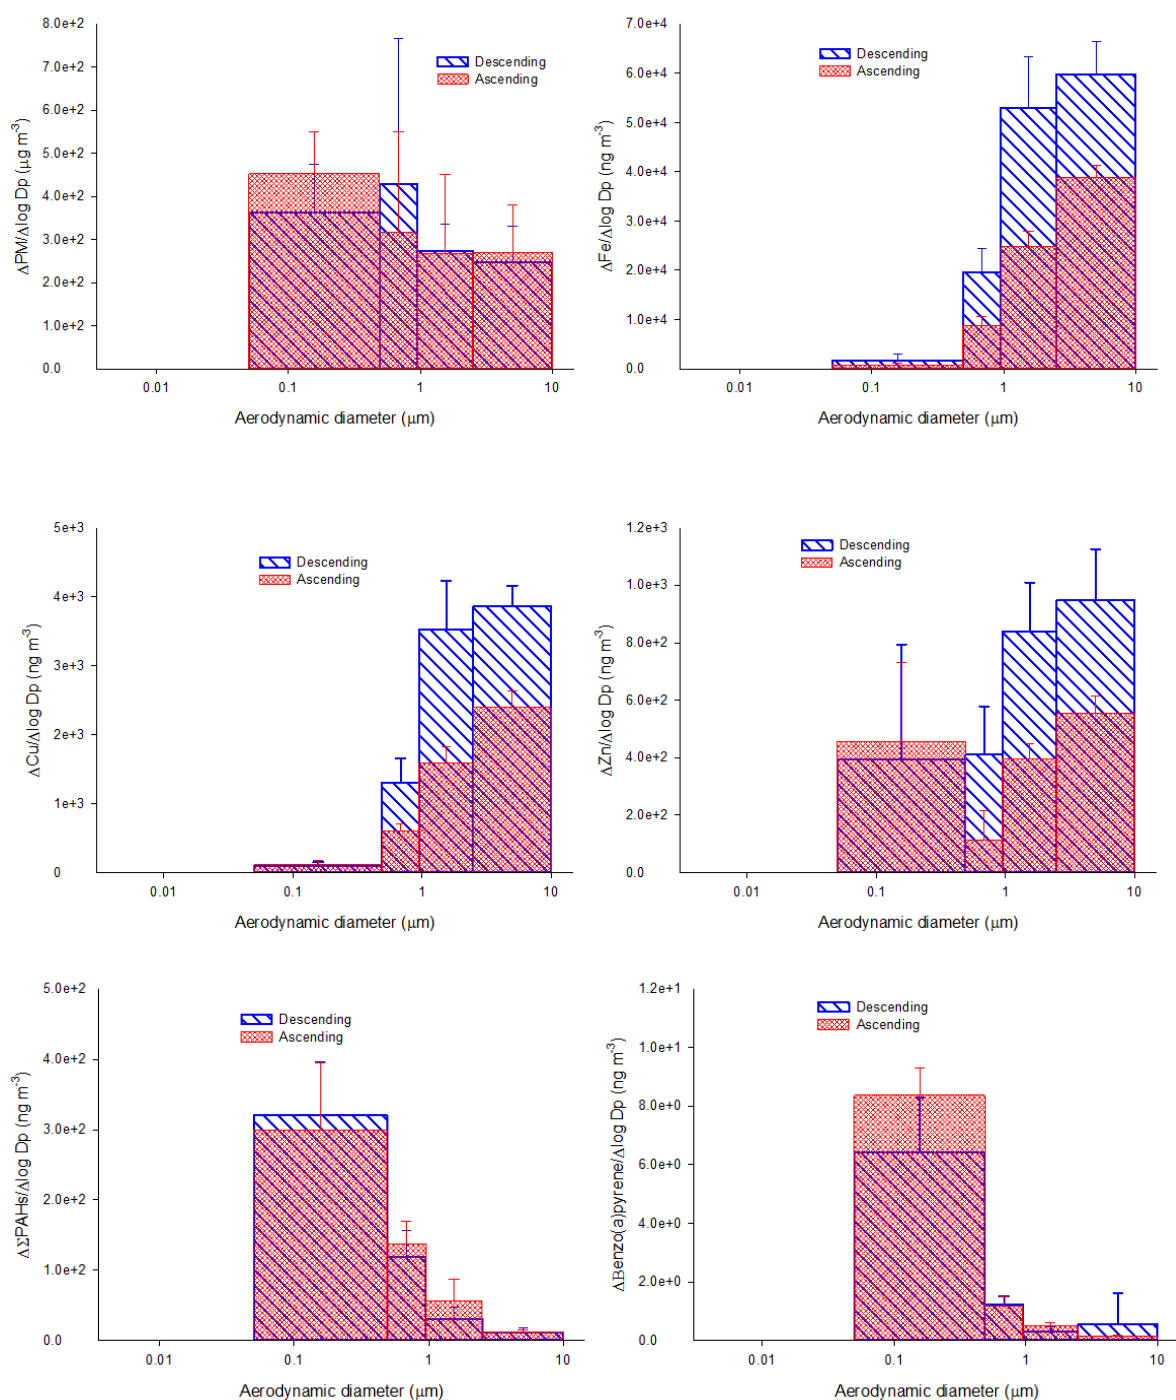 8.0e+2
7.0e+2
6.0e+2
5.0e+2
4.0e+2
3.0e+2
2.0e+2
1.0e+2
0.0
ΔPM/Δlog Dp (μg m⁻³)
Descending
Ascending
0.01
0.1
1
10
Aerodynamic diameter (μm)
7.0e+4
6.0e+4
5.0e+4
4.0e+4
3.0e+4
2.0e+4
1.0e+4
0.0
ΔFe/Δlog Dp (ng m⁻³)
Descending
Ascending
0.01
0.1
1
10
Aerodynamic diameter (μm)
5e+3
4e+3
3e+3
2e+3
1e+3
0
ΔCu/Δlog Dp (ng m⁻³)
Descending
Ascending
0.01
0.1
1
10
Aerodynamic diameter (μm)
1.2e+3
1.0e+3
8.0e+2
6.0e+2
4.0e+2
2.0e+2
0.0
ΔZn/Δlog Dp (ng m⁻³)
Descending
Ascending
0.01
0.1
1
10
Aerodynamic diameter (μm)
5.0e+2
4.0e+2
3.0e+2
2.0e+2
1.0e+2
0.0
ΔΣPAHs/Δlog Dp (ng m⁻³)
Descending
Ascending
0.01
0.1
1
10
Aerodynamic diameter (μm)
1.2e+1
1.0e+1
8.0e+0
6.0e+0
4.0e+0
2.0e+0
0.0
ΔBenzo(a)pyrene/Δlog Dp (ng m⁻³)
Descending
Ascending
0.01
0.1
1
10
Aerodynamic diameter (μm)